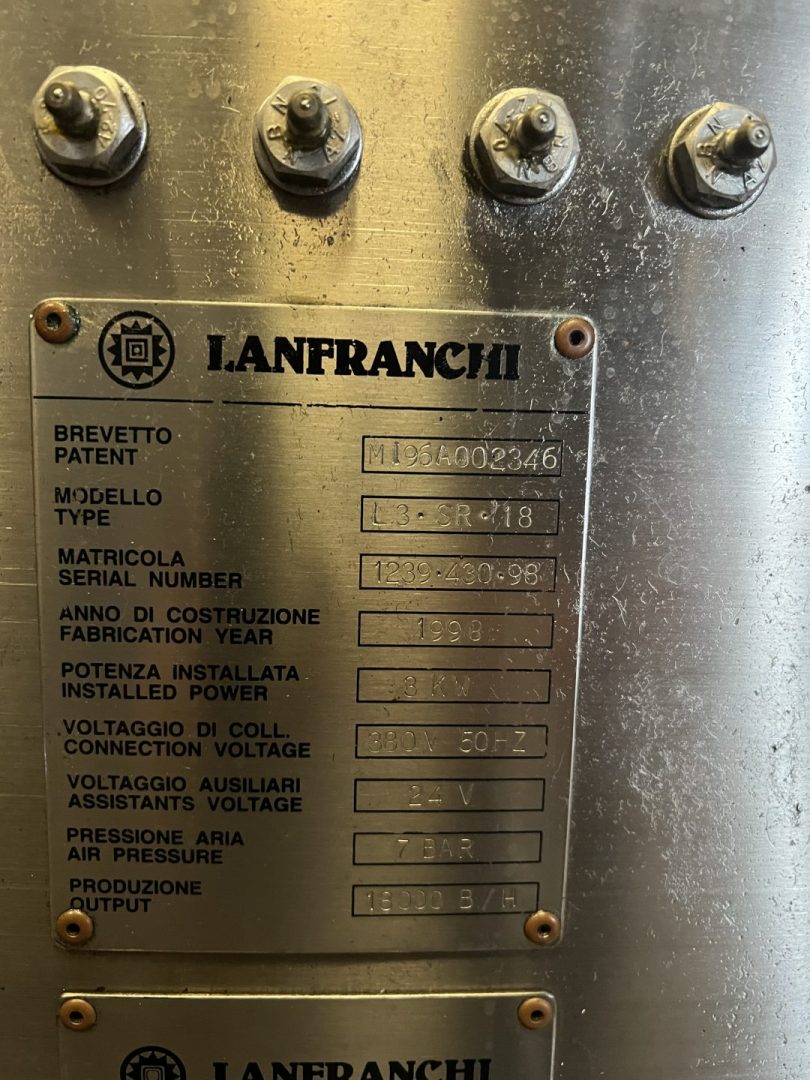 LANFRANCHI
BREVETTO
PATENT MI96A002346
MODELLO
TYPE L3·SR·18
MATRICOLA
SERIAL NUMBER 1239·430·98
ANNO DI COSTRUZIONE
FABRICATION YEAR 1998
POTENZA INSTALLATA
INSTALLED POWER 8 KW
VOLTAGGIO DI COLL.
CONNECTION VOLTAGE 380 V 50HZ
VOLTAGGIO AUSILIARI
ASSISTANTS VOLTAGE 24 V
PRESSIONE ARIA
AIR PRESSURE 7 BAR
PRODUZIONE
OUTPUT 18000 B/H
LANFRANCHI